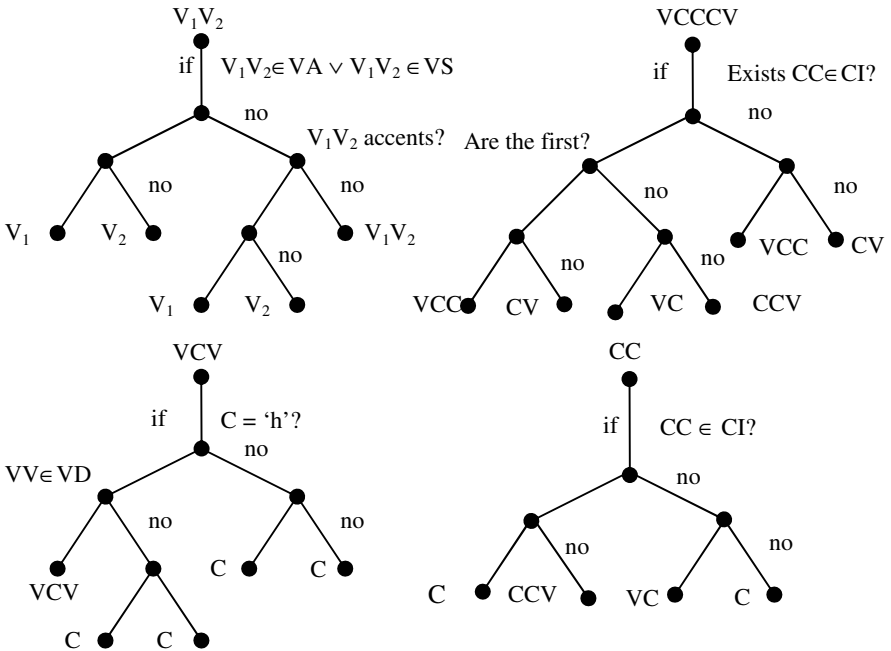 V₁V₂
if V₁V₂∈VA ∨ V₁V₂ ∈VS
no
V₁V₂ accents?
no
no
V₁
V₂
V₁V₂
no
V₁
V₂
VCCCV
if
Exists CC∈CI?
no
Are the first?
no
no
VCC
CV
no
no
VCC
CV
VC
CCV
VCV
if
C = ‘h’?
no
VV∈VD
no
no
VCV
C
C
C
C
CC
if
CC ∈ CI?
no
no
no
C
CCV
VC
C